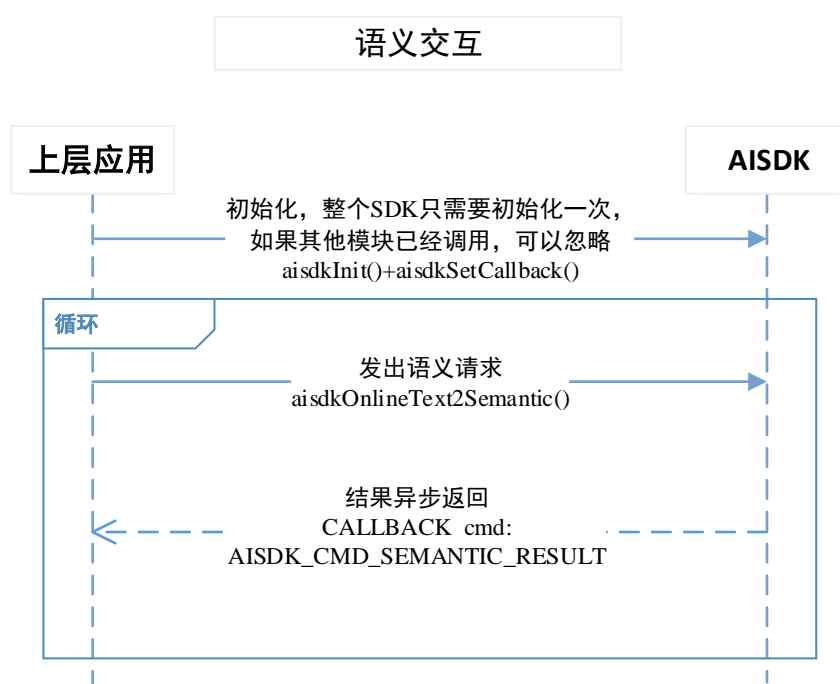 语义交互
上层应用
AISDK
初始化，整个SDK只需要初始化一次，
如果其他模块已经调用，可以忽略
aisdkInit()+aisdkSetCallback()
循环
发出语义请求
aisdkOnlineText2Semantic()
结果异步返回
CALLBACK cmd:
AISDK_CMD_SEMANTIC_RESULT